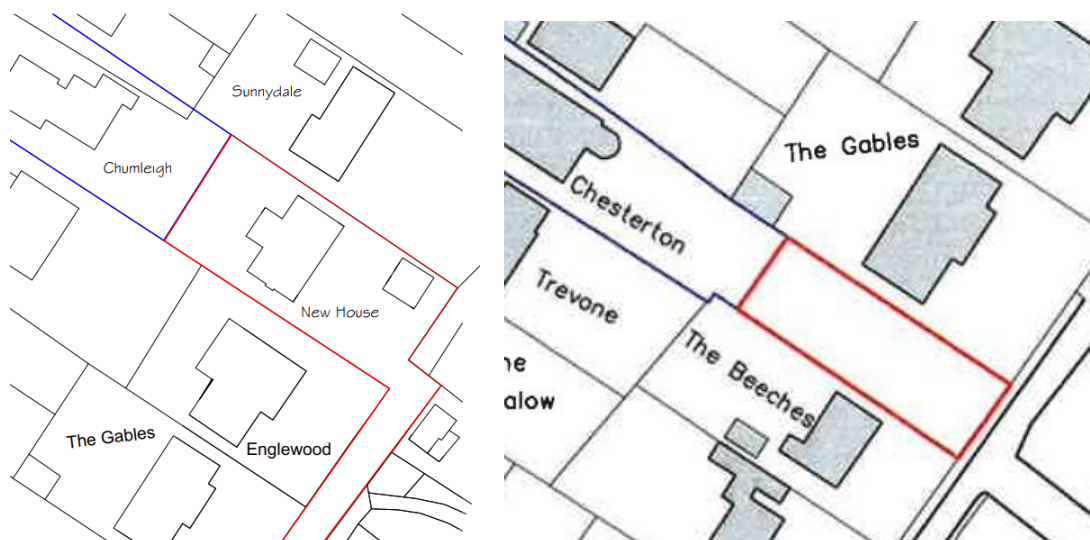 Sunnydale
Chumleigh
New House
The Gables
Englewood
The Gables
Chesterton
Trevone
The Beeches
ne
alow